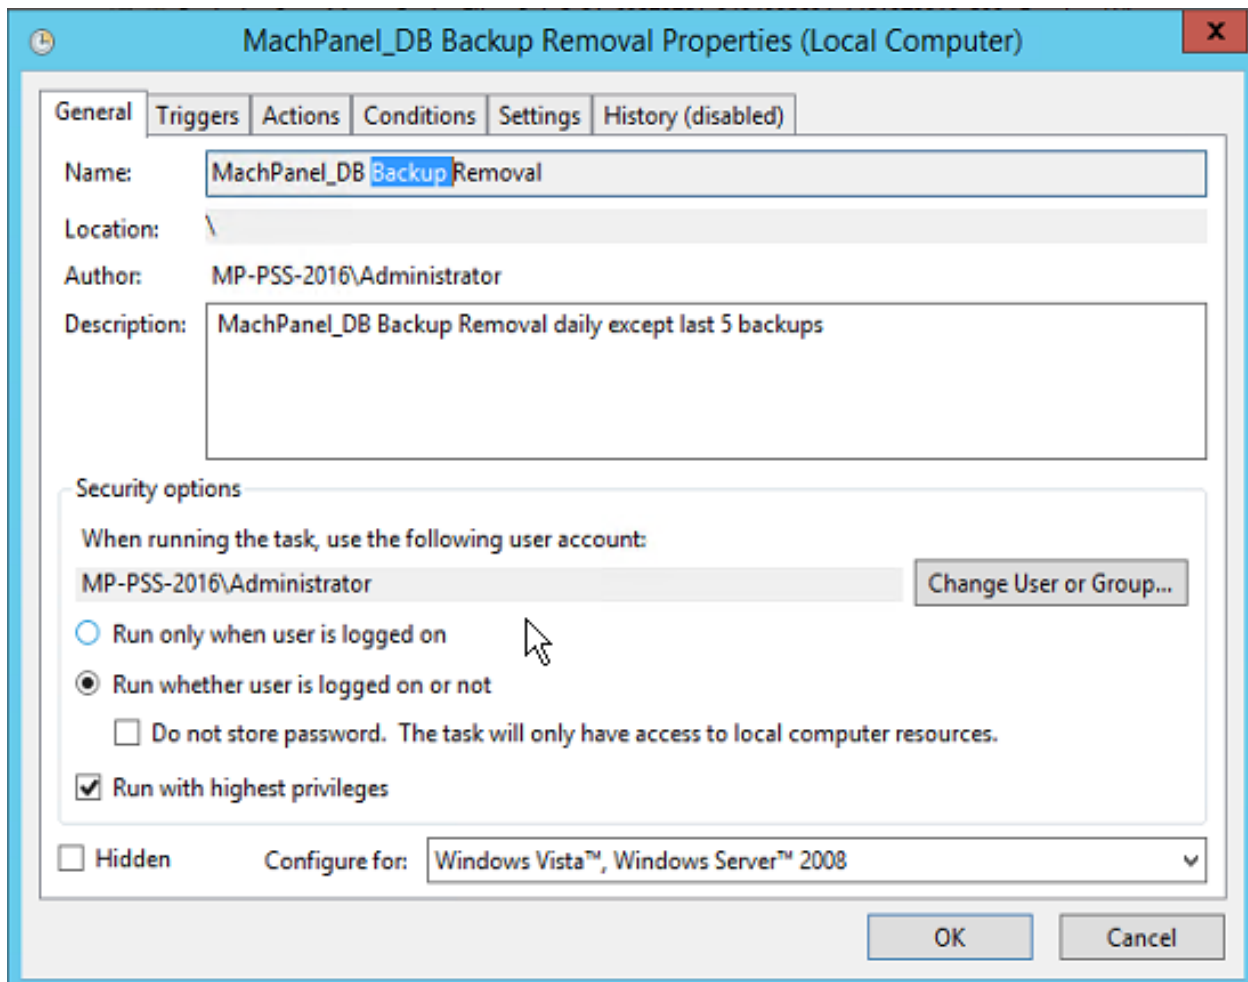 MachPanel_DB Backup Removal Properties (Local Computer)
x
General Triggers Actions Conditions Settings History (disabled)
Name: MachPanel_DB Backup Removal
Location: \
Author: MP-PSS-2016\Administrator
Description: MachPanel_DB Backup Removal daily except last 5 backups
Security options
When running the task, use the following user account:
MP-PSS-2016\Administrator Change User or Group...
Run only when user is logged on
Run whether user is logged on or not
Do not store password. The task will only have access to local computer resources.
Run with highest privileges
Hidden Configure for: Windows Vista™, Windows Server™ 2008
OK Cancel